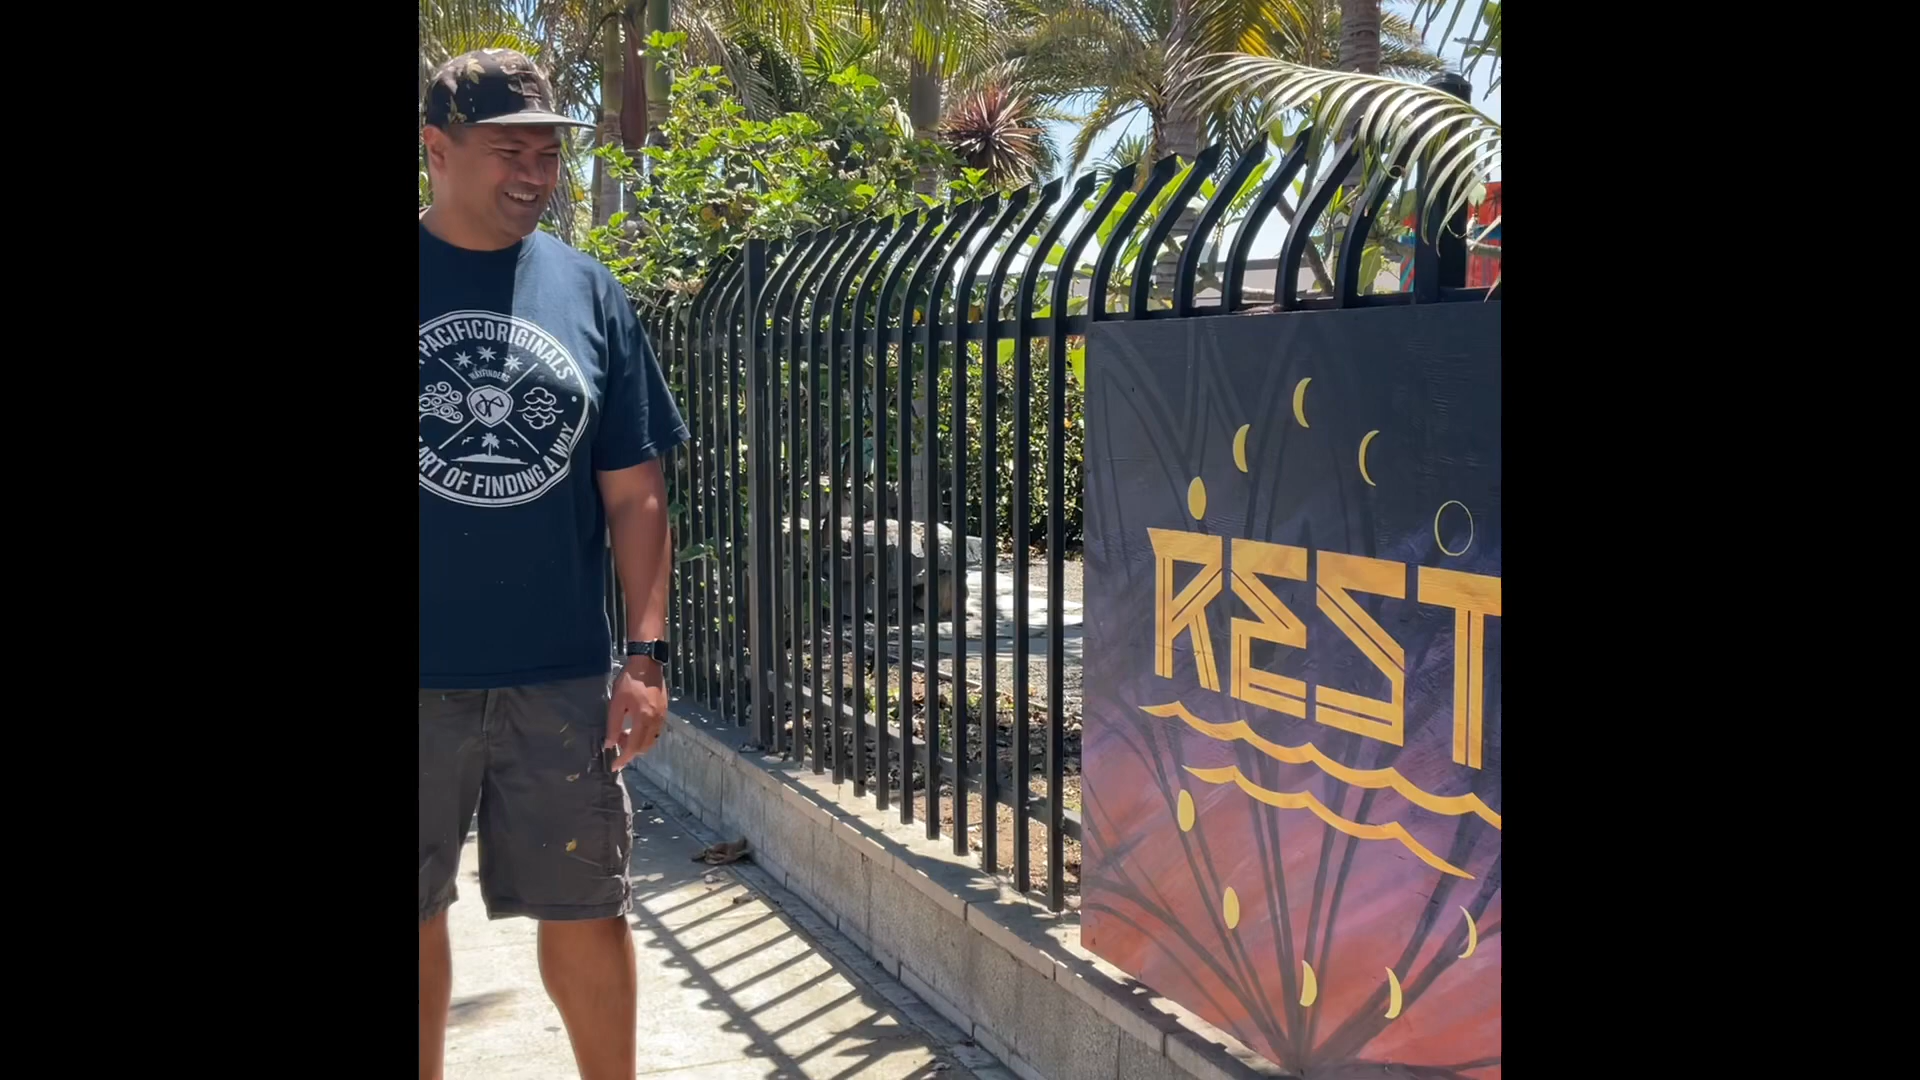 PACIFICORIGINALS
WAYFINDERS
ART OF FINDING A WAY
REST